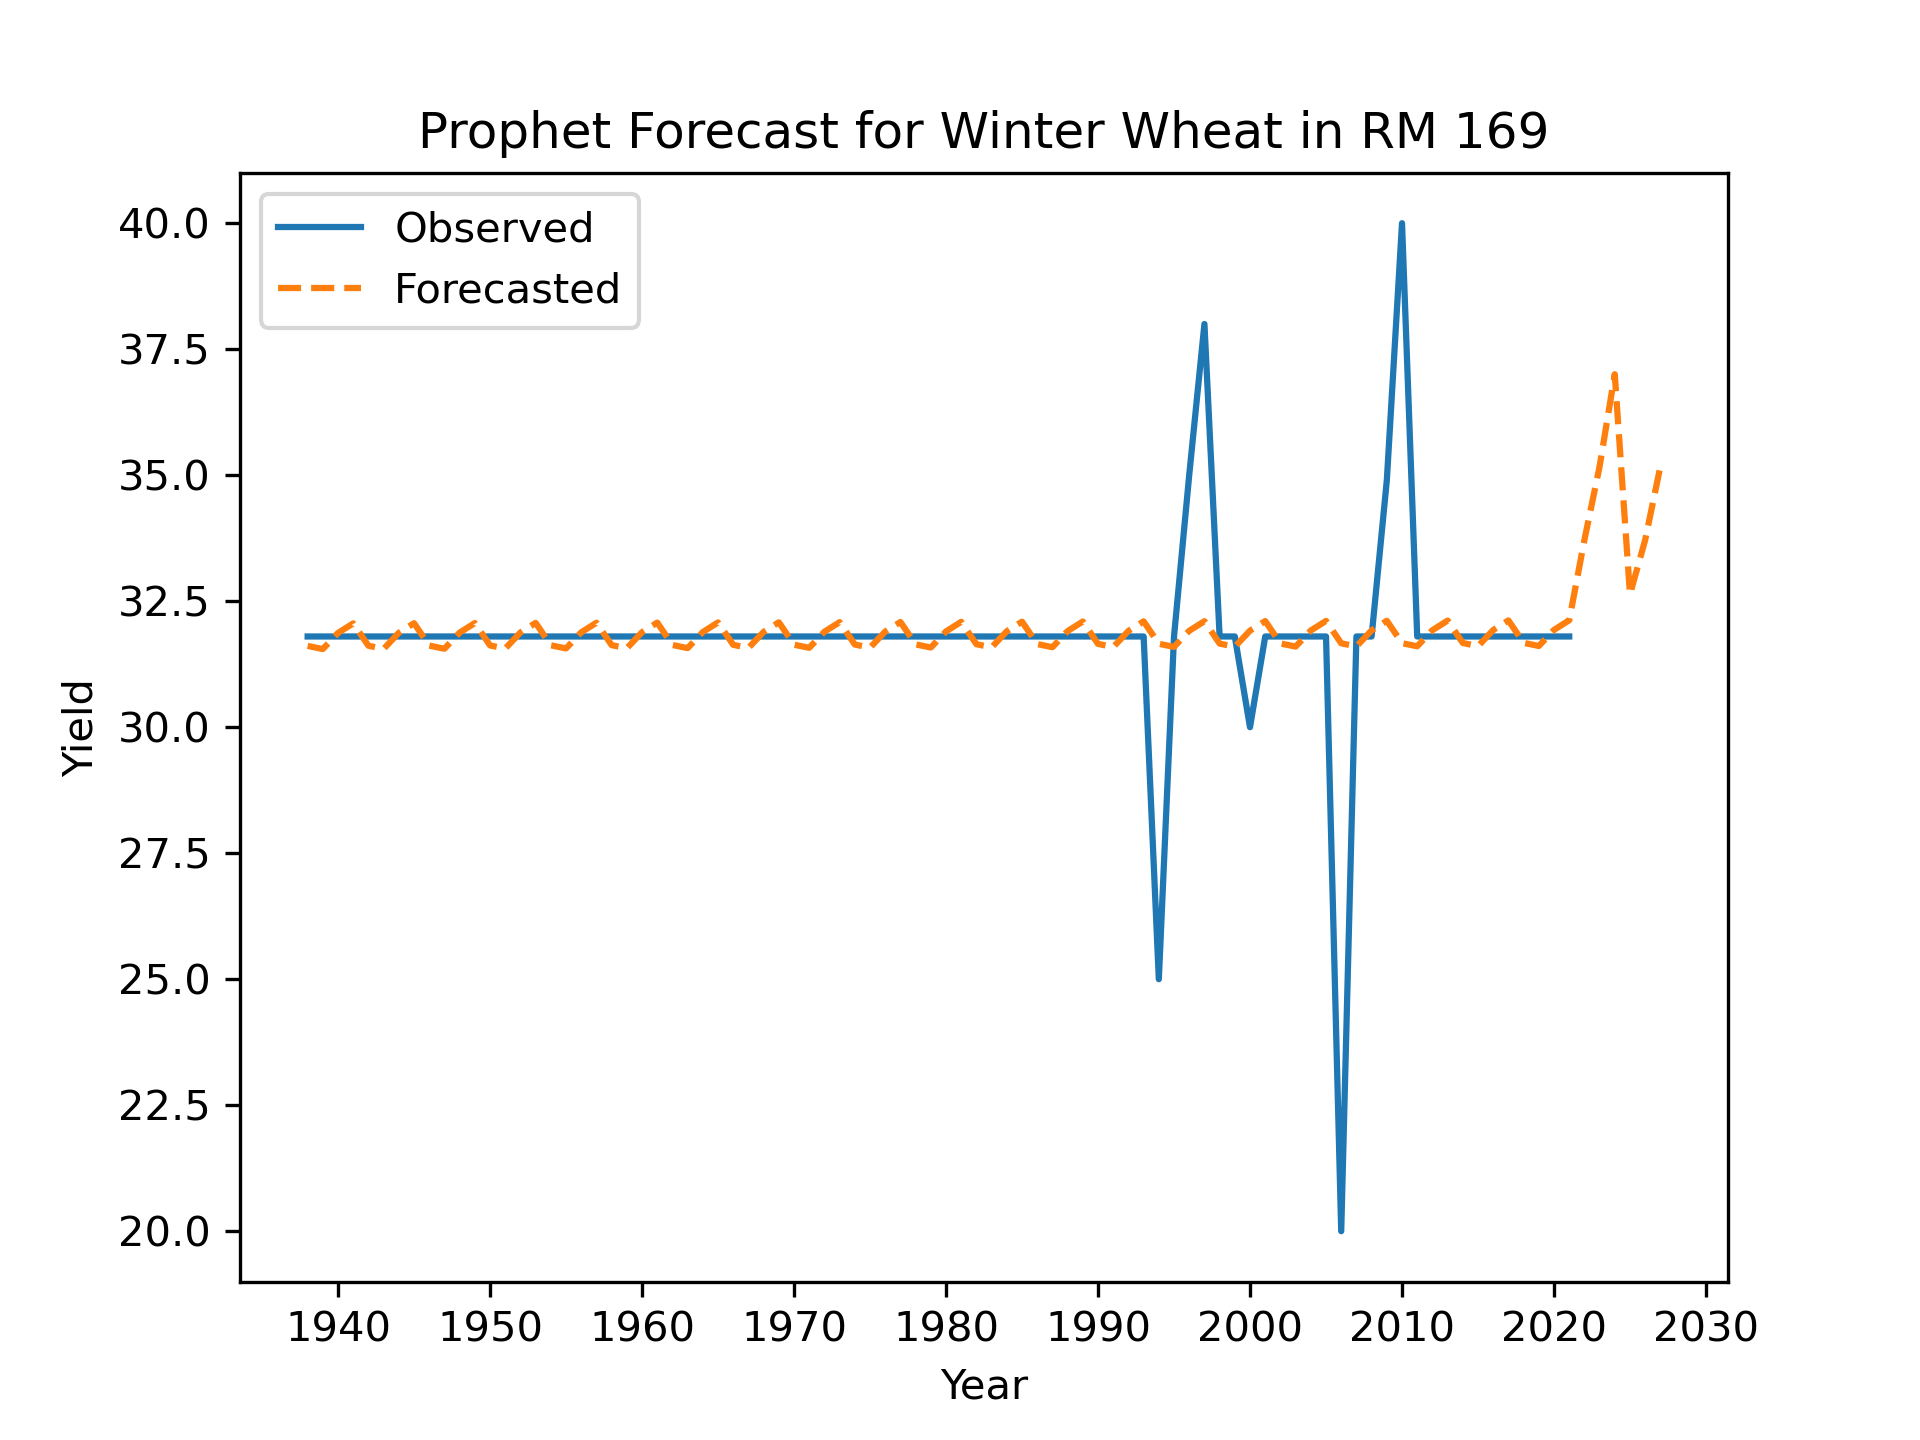 Prophet Forecast for Winter Wheat in RM 169
Observed
Forecasted
40.0
37.5
35.0
32.5
30.0
27.5
25.0
22.5
20.0
Yield
1940 1950 1960 1970 1980 1990 2000 2010 2020 2030
Year